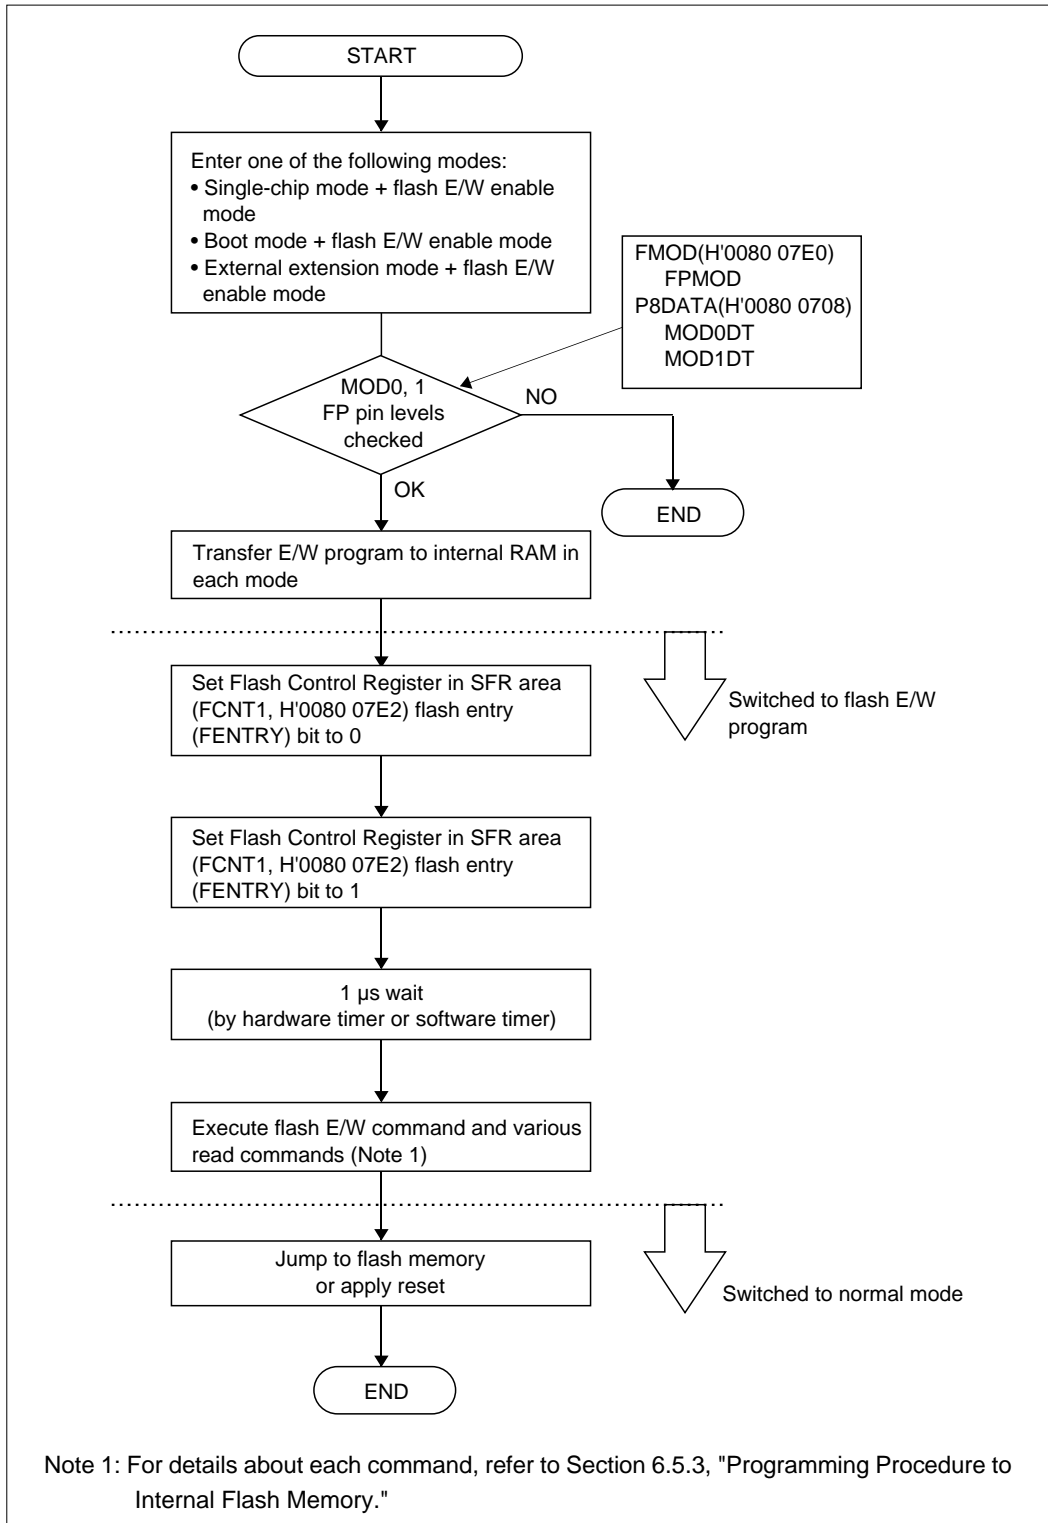 START
Enter one of the following modes:
• Single-chip mode + flash E/W enable
mode
• Boot mode + flash E/W enable mode
• External extension mode + flash E/W
enable mode
FMOD(H'0080 07E0)
FPMOD
P8DATA(H'0080 0708)
MOD0DT
MOD1DT
MOD0, 1
FP pin levels
checked
NO
OK
END
Transfer E/W program to internal RAM in
each mode
Set Flash Control Register in SFR area
(FCNT1, H'0080 07E2) flash entry
(FENTRY) bit to 0
Switched to flash E/W
program
Set Flash Control Register in SFR area
(FCNT1, H'0080 07E2) flash entry
(FENTRY) bit to 1
1 µs wait
(by hardware timer or software timer)
Execute flash E/W command and various
read commands (Note 1)
Jump to flash memory
or apply reset
Switched to normal mode
END
Note 1: For details about each command, refer to Section 6.5.3, "Programming Procedure to
Internal Flash Memory."